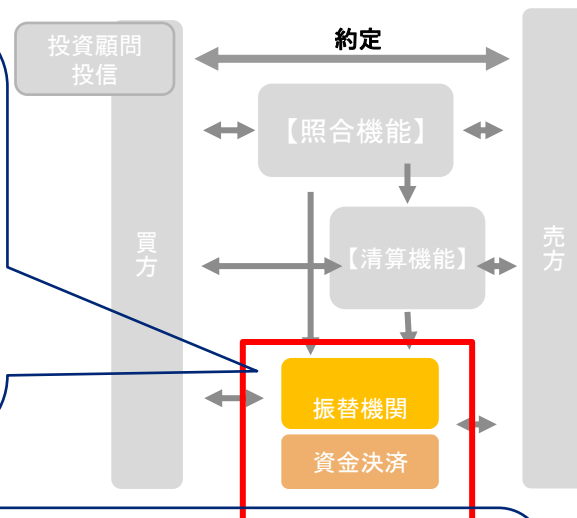 投資顧問
投信
約定
【照合機能】
買方
売方
【清算機能】
振替機関
資金決済